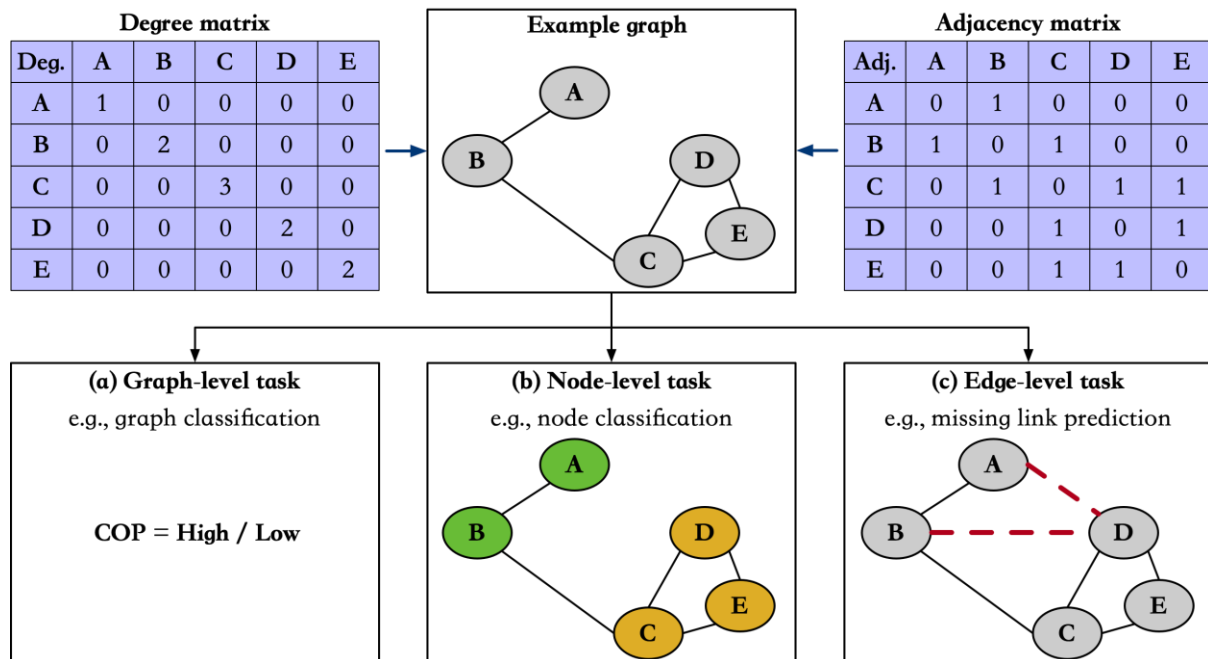 Degree matrix
Deg. A B C D E
A 1 0 0 0 0
B 0 2 0 0 0
C 0 0 3 0 0
D 0 0 0 2 0
E 0 0 0 0 2
Example graph
A
B
D
E
C
Adjacency matrix
Adj. A B C D E
A 0 1 0 0 0
B 1 0 1 0 0
C 0 1 0 1 1
D 0 0 1 0 1
E 0 0 1 1 0
(a) Graph-level task
e.g., graph classification
COP = High / Low
(b) Node-level task
e.g., node classification
A
B
D
E
C
(c) Edge-level task
e.g., missing link prediction
A
B
D
E
C